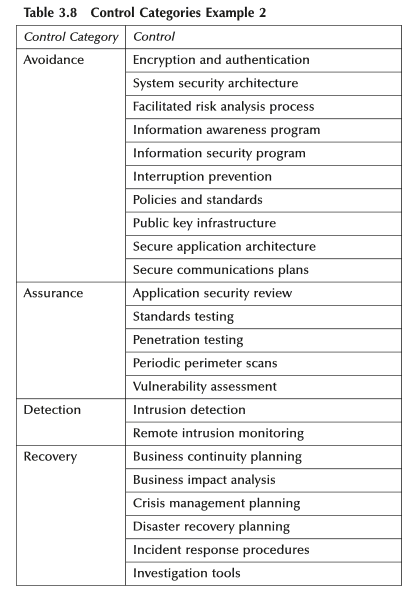 Table 3.8 Control Categories Example 2
Control Category Control
Avoidance Encryption and authentication
System security architecture
Facilitated risk analysis process
Information awareness program
Information security program
Interruption prevention
Policies and standards
Public key infrastructure
Secure application architecture
Secure communications plans
Assurance Application security review
Standards testing
Penetration testing
Periodic perimeter scans
Vulnerability assessment
Detection Intrusion detection
Remote intrusion monitoring
Recovery Business continuity planning
Business impact analysis
Crisis management planning
Disaster recovery planning
Incident response procedures
Investigation tools